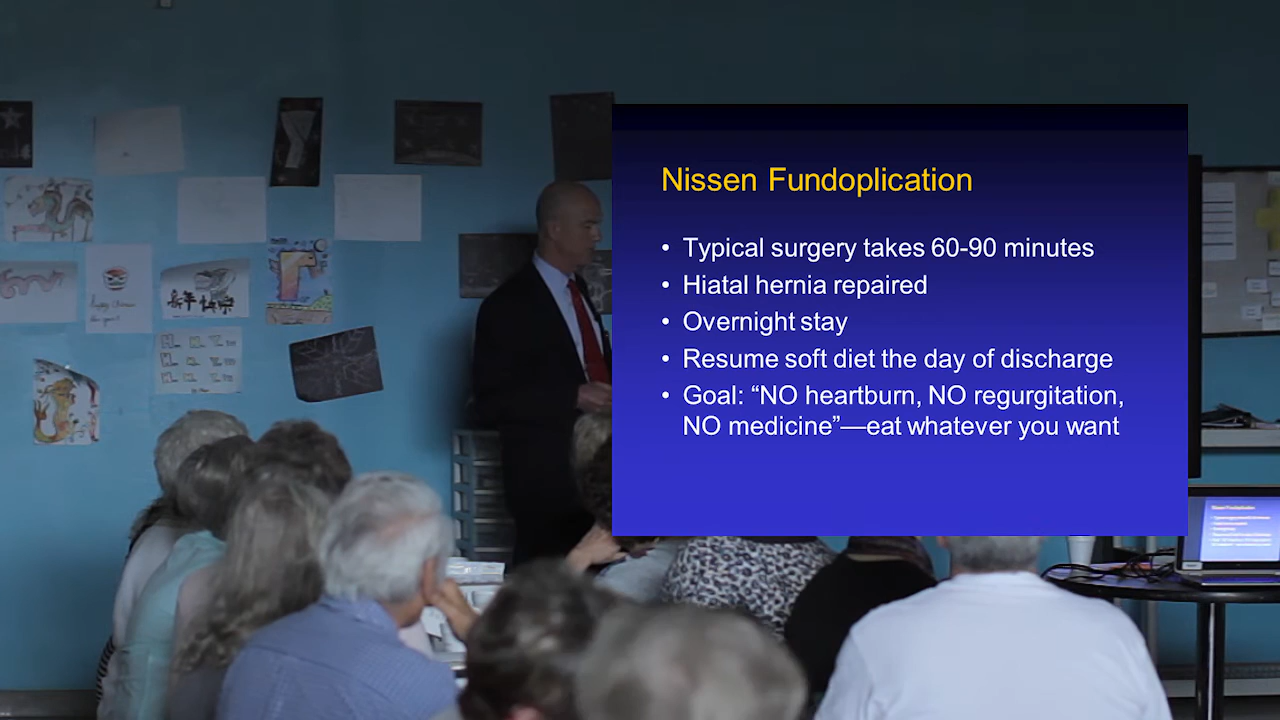 Nissen Fundoplication
• Typical surgery takes 60-90 minutes
• Hiatal hernia repaired
• Overnight stay
• Resume soft diet the day of discharge
• Goal: “NO heartburn, NO regurgitation,
NO medicine”—eat whatever you want